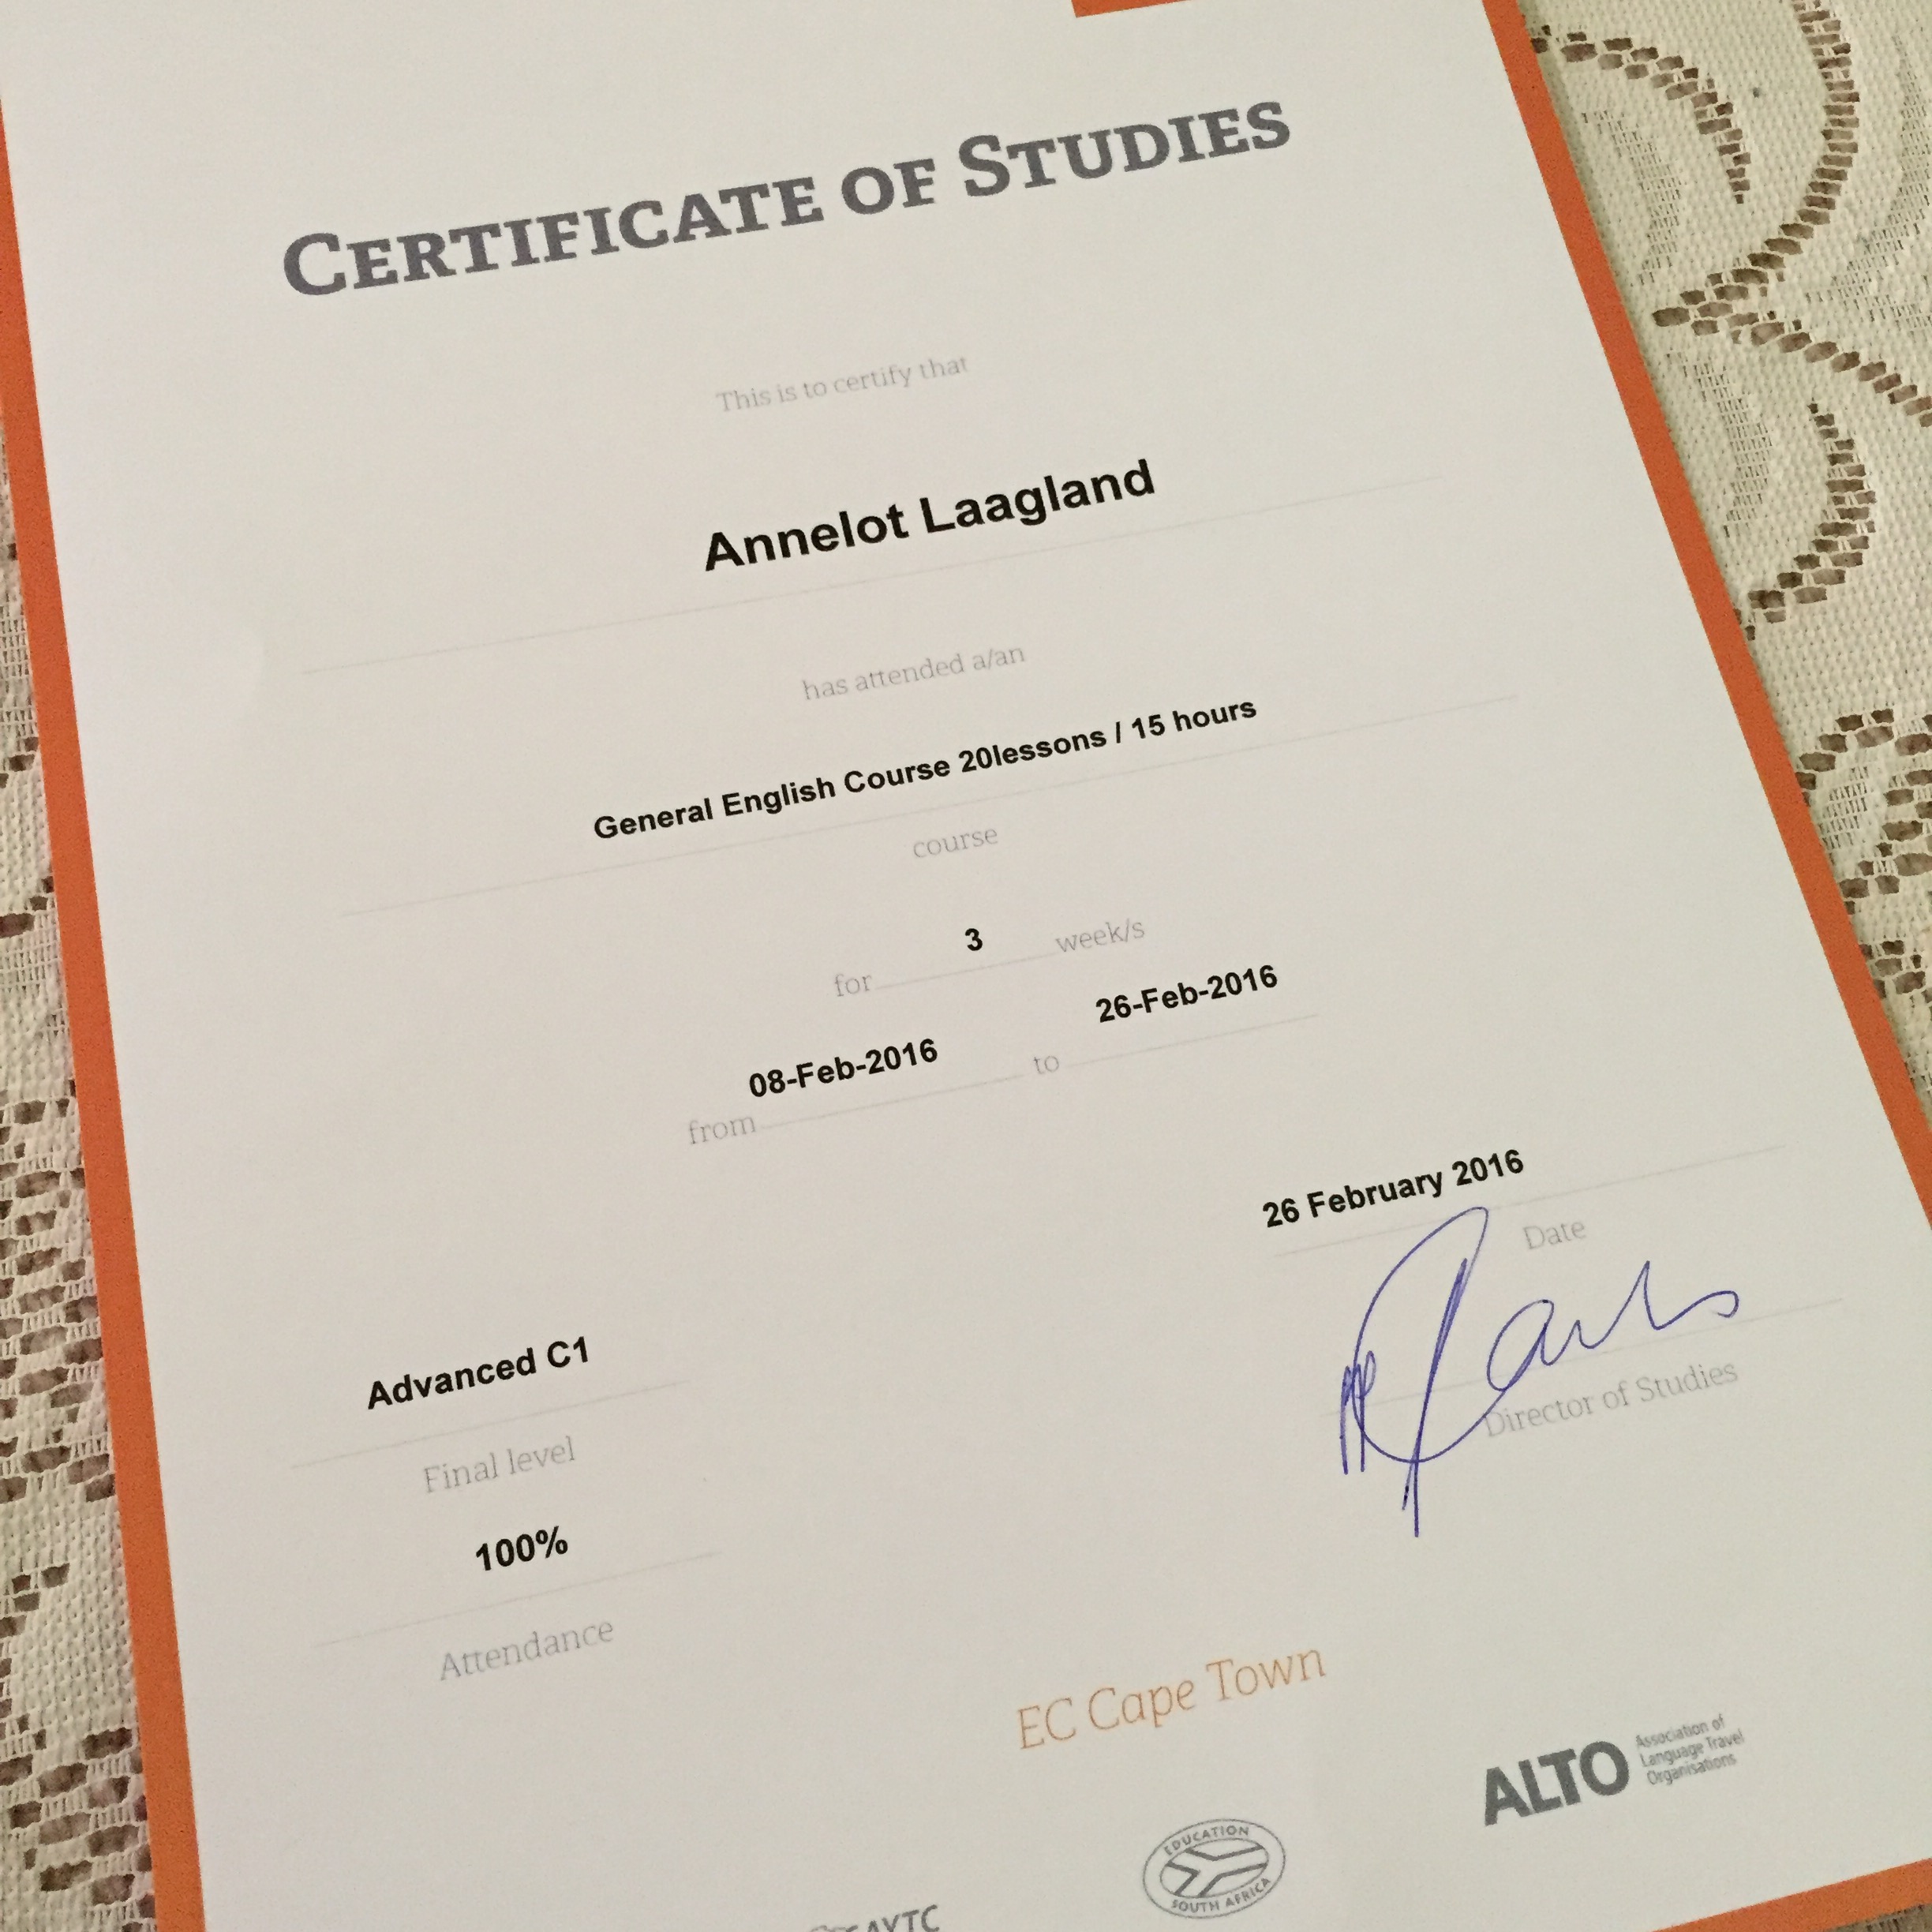 CERTIFICATE OF STUDIES
This is to certify that
Annelot Laagland
has attended a/an
General English Course 20lessons / 15 hours
course
for 3 week/s
from 08-Feb-2016 to 26-Feb-2016
26 February 2016
Date
Director of Studies
Advanced C1
Final level
100%
Attendance
EC Cape Town
ALTO Association of
Language Travel
Organisations
EDUCATION
SOUTH AFRICA